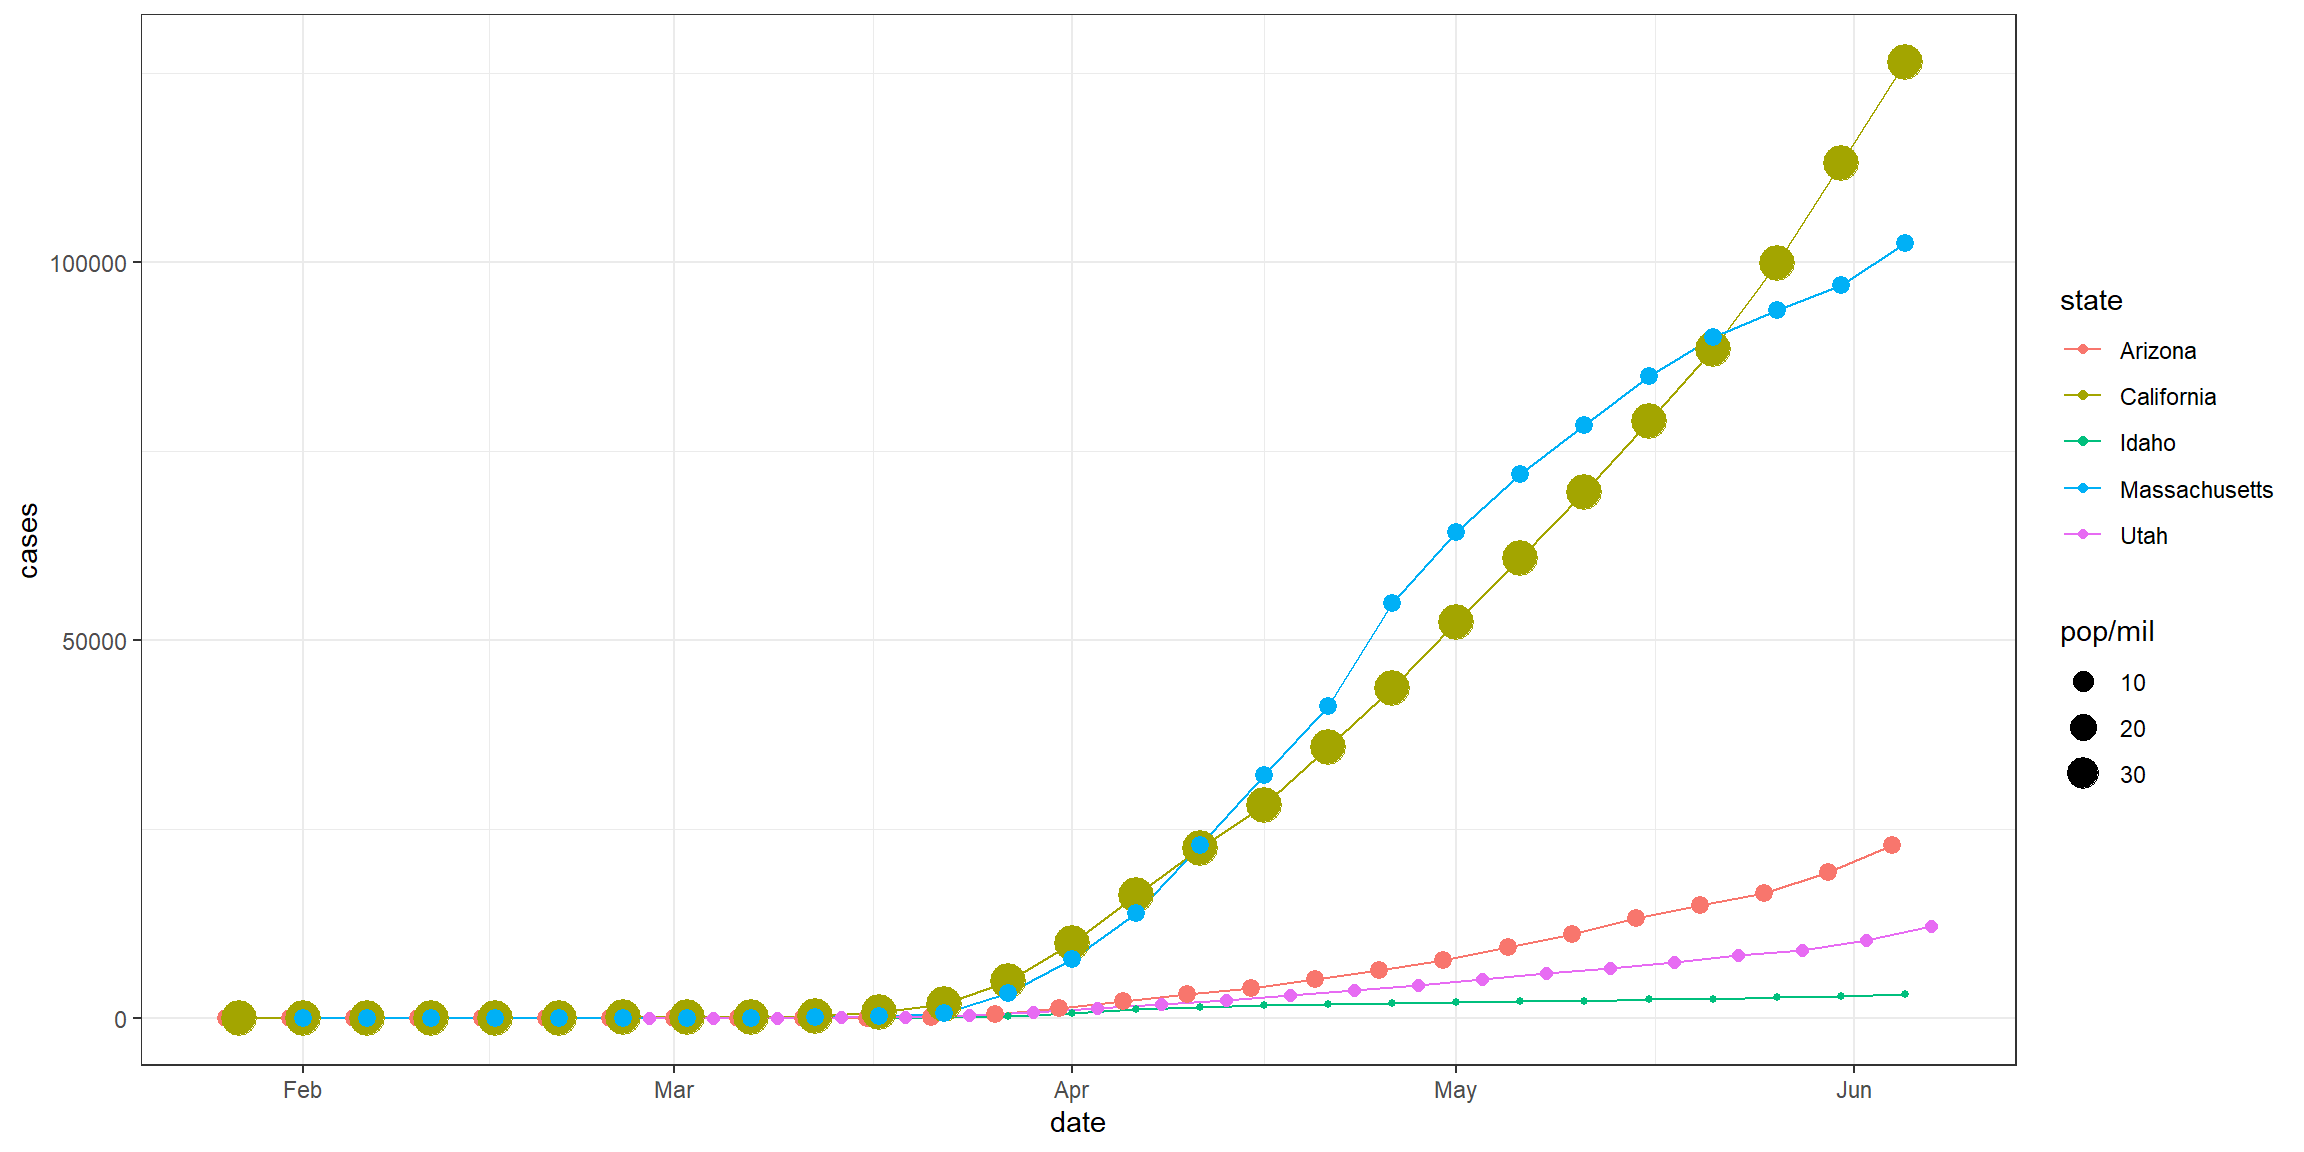 cases
100000
50000
0
Feb
Mar
Apr
May
Jun
date
state
Arizona
California
Idaho
Massachusetts
Utah
pop/mil
10
20
30